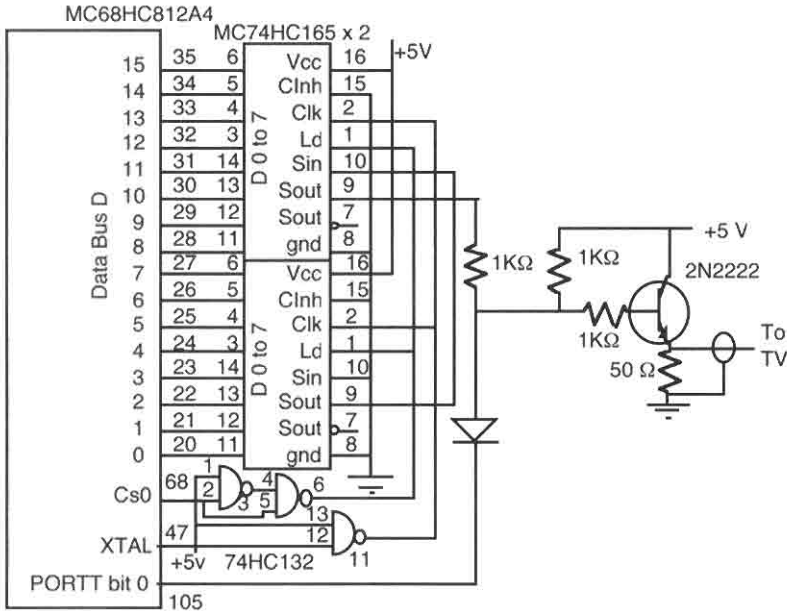 MC68HC812A4
MC74HC165 x 2
+5V
15 35 6 Vcc 16
14 34 5 CInh 15
13 33 4 Clk 2
12 32 3 Ld 1
11 31 14 Sin 10
10 30 13 Sout 9
9 29 12 Sout 7
8 28 11 gnd 8
7 27 6 Vcc 16
6 26 5 CInh 15
5 25 4 Clk 2
4 24 3 Ld 1
3 23 14 Sin 10
2 22 13 Sout 9
1 21 12 Sout 7
0 20 11 gnd 8
Data Bus D
D 0 to 7
D 0 to 7
1KΩ
1KΩ
+5 V
2N2222
1KΩ
50 Ω
To
TV
Cs0 68 1 2 3 4 5 6
XTAL 47 13 12 11
+5v 74HC132
PORTT bit 0
105